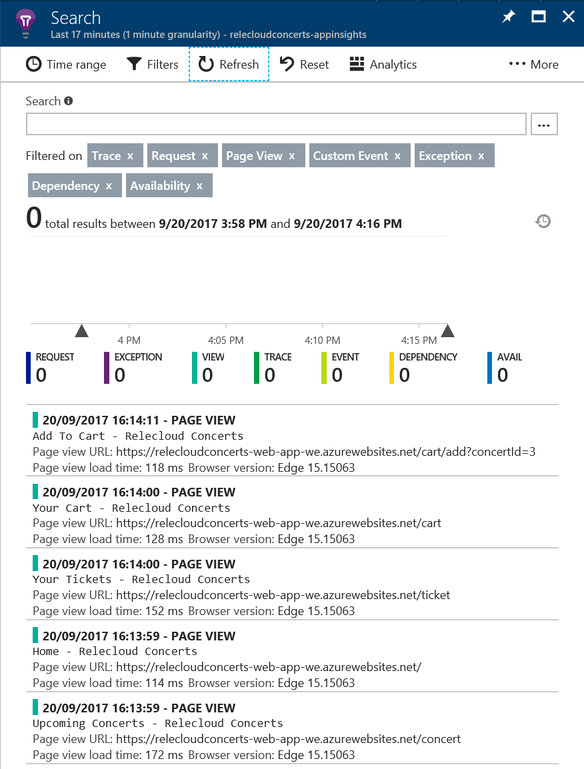 Search
Last 17 minutes (1 minute granularity) - relecloudconcerts-appinsights
Time range Filters Refresh Reset Analytics ••• More
Search
...
Filtered on Trace x Request x Page View x Custom Event x Exception x
Dependency x Availability x
0 total results between 9/20/2017 3:58 PM and 9/20/2017 4:16 PM
4 PM 4:05 PM 4:10 PM 4:15 PM
REQUEST EXCEPTION VIEW TRACE EVENT DEPENDENCY AVAIL
0 0 0 0 0 0 0
20/09/2017 16:14:11 - PAGE VIEW
Add To Cart - Relecloud Concerts
Page view URL: https://relecloudconcerts-web-app-we.azurewebsites.net/cart/add?concertId=3
Page view load time: 118 ms Browser version: Edge 15.15063
20/09/2017 16:14:00 - PAGE VIEW
Your Cart - Relecloud Concerts
Page view URL: https://relecloudconcerts-web-app-we.azurewebsites.net/cart
Page view load time: 128 ms Browser version: Edge 15.15063
20/09/2017 16:14:00 - PAGE VIEW
Your Tickets - Relecloud Concerts
Page view URL: https://relecloudconcerts-web-app-we.azurewebsites.net/ticket
Page view load time: 152 ms Browser version: Edge 15.15063
20/09/2017 16:13:59 - PAGE VIEW
Home - Relecloud Concerts
Page view URL: https://relecloudconcerts-web-app-we.azurewebsites.net/
Page view load time: 114 ms Browser version: Edge 15.15063
20/09/2017 16:13:59 - PAGE VIEW
Upcoming Concerts - Relecloud Concerts
Page view URL: https://relecloudconcerts-web-app-we.azurewebsites.net/concert
Page view load time: 172 ms Browser version: Edge 15.15063